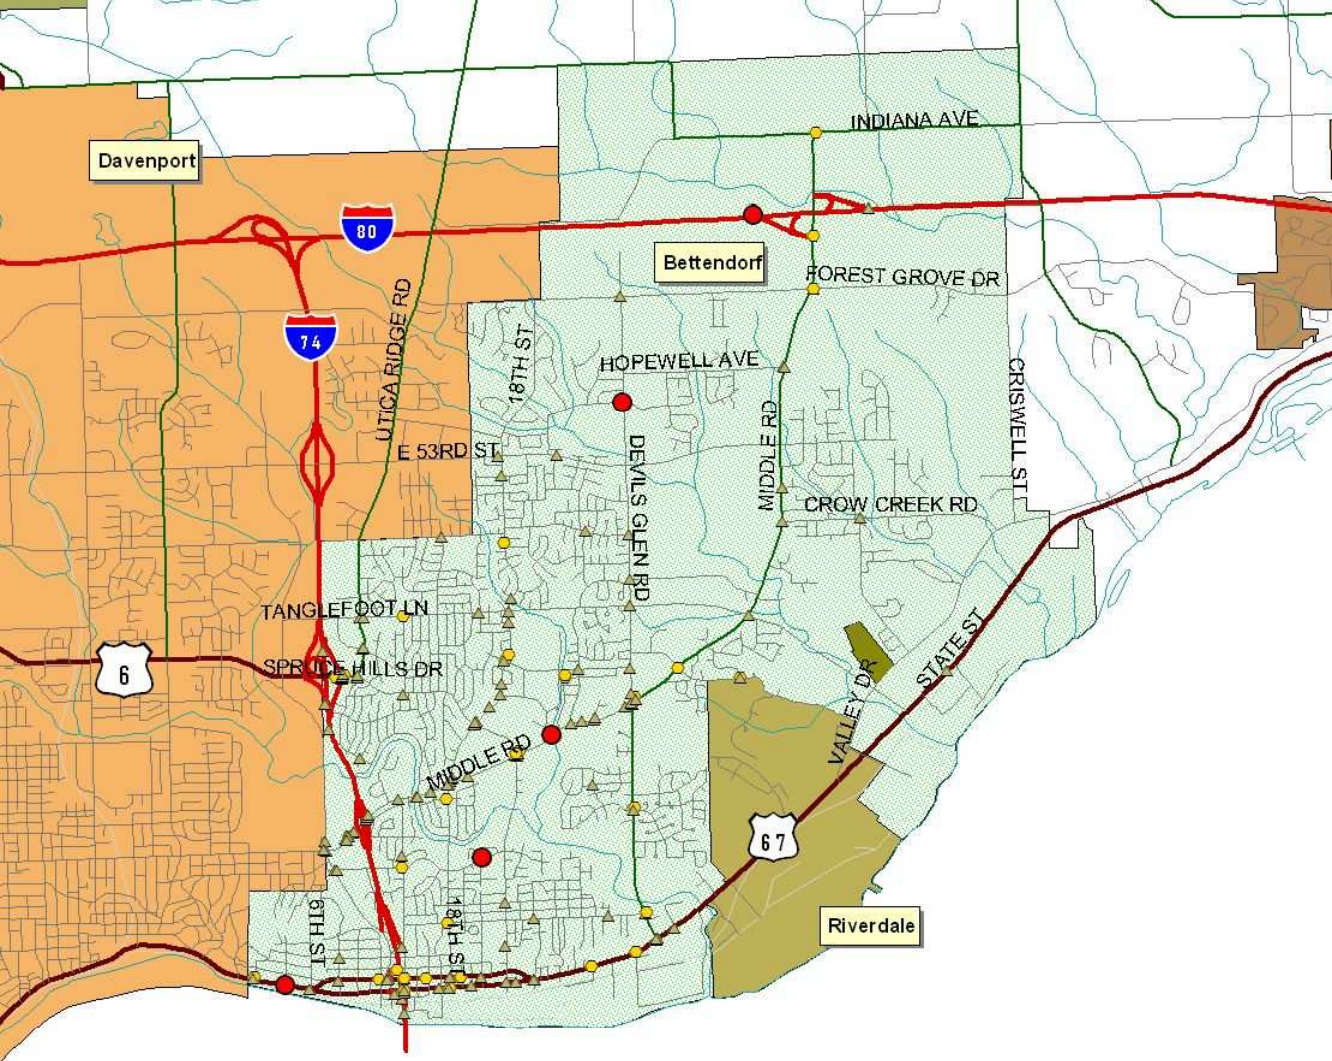 INDIANA AVE
Davenport
80
Bettendorf
FOREST GROVE DR
74
UTICA RIDGE RD
18TH ST
HOPEWELL AVE
CRISWELL ST
MIDDLE RD
DEVILS GLEN RD
E 53RD ST
CROW CREEK RD
TANGLEFOOT LN
STATE ST
6
SPRUCE HILLS DR
VALLEY DR
MIDDLE RD
67
6TH ST
18TH ST
Riverdale